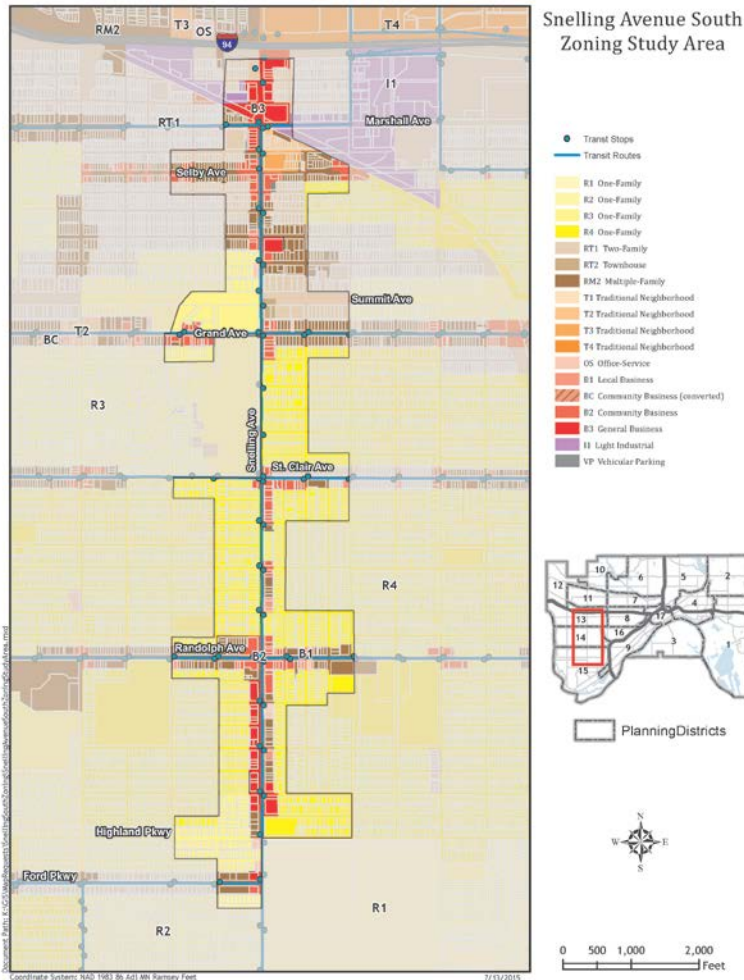 Snelling Avenue South
Zoning Study Area
RM2
T3
OS
94
T4
B3
I1
RT1
Marshall Ave
Selby Ave
Summit Ave
T2
Grand Ave
BC
R3
Snelling Ave
St. Clair Ave
R4
Randolph Ave
B2
B1
Highland Pkwy
Ford Pkwy
R2
R1
Transit Stops
Transit Routes
R1 One-Family
R2 One-Family
R3 One-Family
R4 One-Family
RT1 Two-Family
RT2 Townhouse
RM2 Multiple-Family
T1 Traditional Neighborhood
T2 Traditional Neighborhood
T3 Traditional Neighborhood
T4 Traditional Neighborhood
OS Office-Service
B1 Local Business
BC Community Business (converted)
B2 Community Business
B3 General Business
I1 Light Industrial
VP Vehicular Parking
10
12
11
6
5
2
7
13
8
17
4
14
16
9
3
1
15
PlanningDistricts
N
W
E
S
0 500 1,000 2,000
Feet
Coordinate System: NAD 1983 86 Adj MN Ramsey Feet
7/13/2015